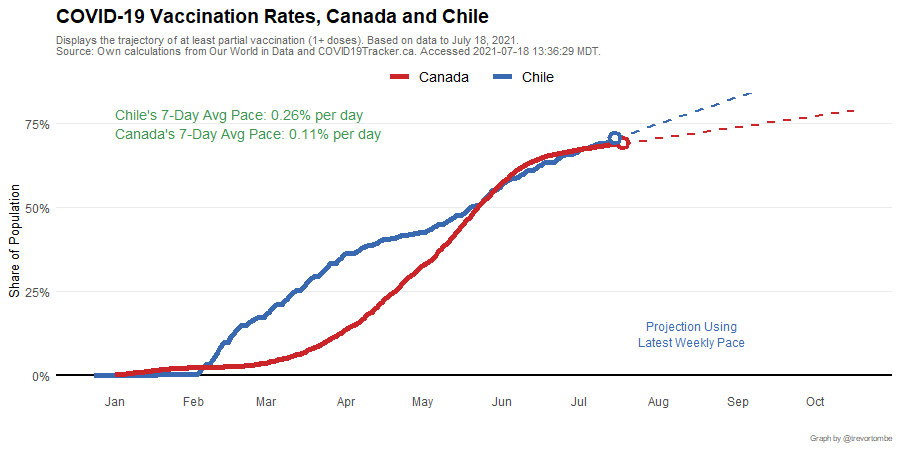 COVID-19 Vaccination Rates, Canada and Chile
Displays the trajectory of at least partial vaccination (1+ doses). Based on data to July 18, 2021.
Source: Own calculations from Our World in Data and COVID19Tracker.ca. Accessed 2021-07-18 13:36:29 MDT.
Canada Chile
Chile's 7-Day Avg Pace: 0.26% per day
Canada's 7-Day Avg Pace: 0.11% per day
75%
50%
25%
0%
Share of Population
Projection Using
Latest Weekly Pace
Jan Feb Mar Apr May Jun Jul Aug Sep Oct
Graph by @trevortombe